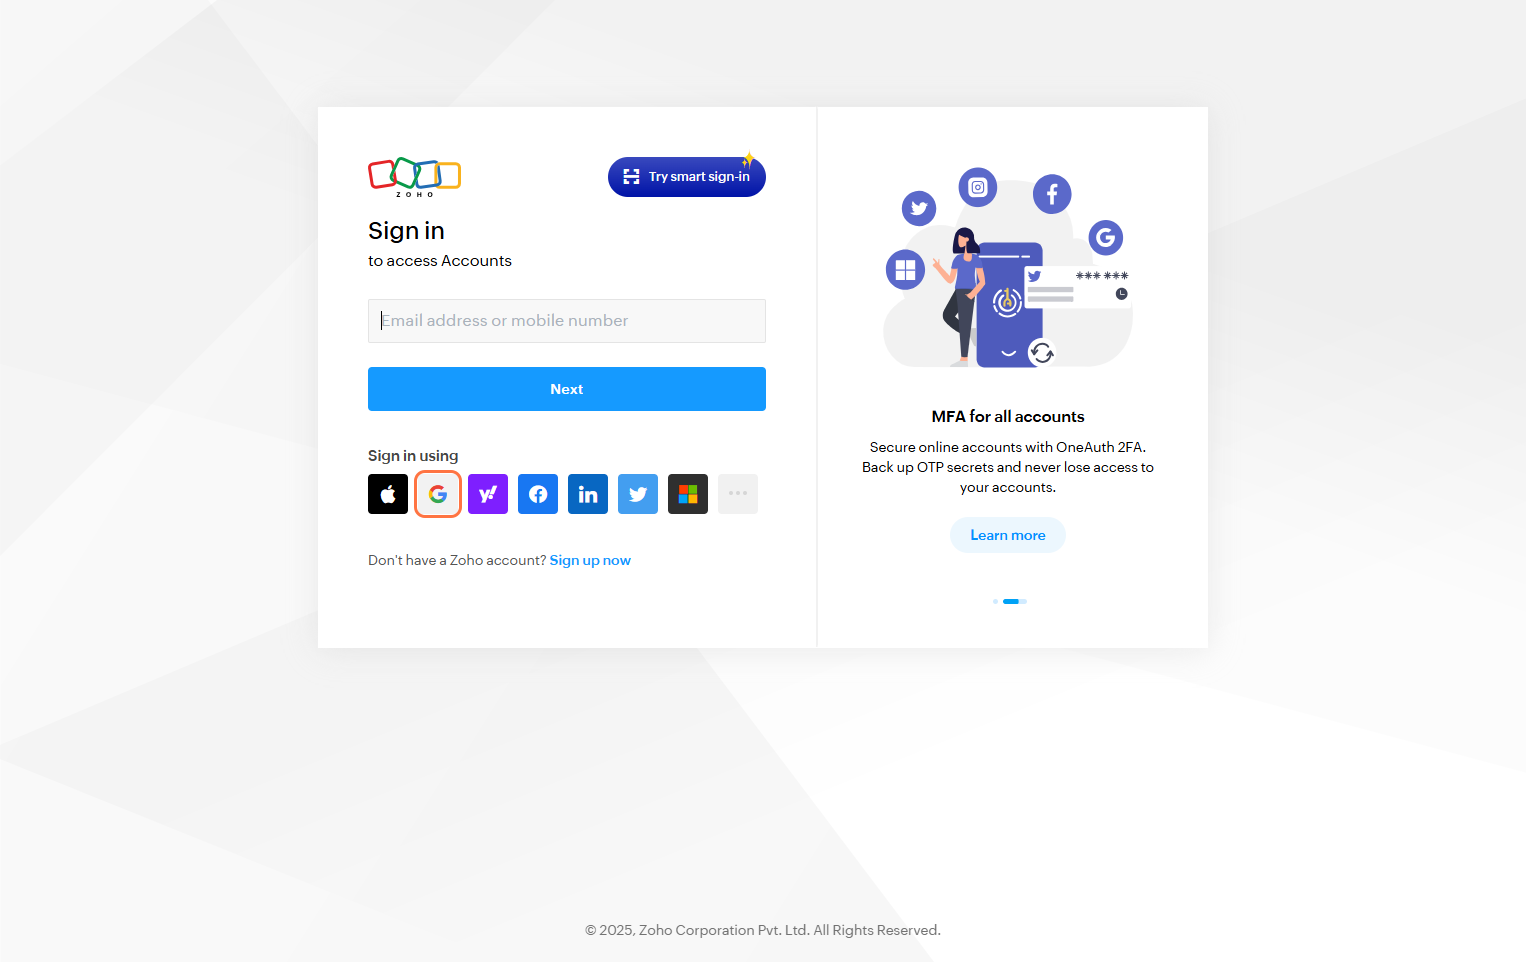 ZOHO
Try smart sign-in
Sign in
to access Accounts
Email address or mobile number
Next
Sign in using
Don't have a Zoho account? Sign up now
*** ***
MFA for all accounts
Secure online accounts with OneAuth 2FA.
Back up OTP secrets and never lose access to
your accounts.
Learn more
© 2025, Zoho Corporation Pvt. Ltd. All Rights Reserved.